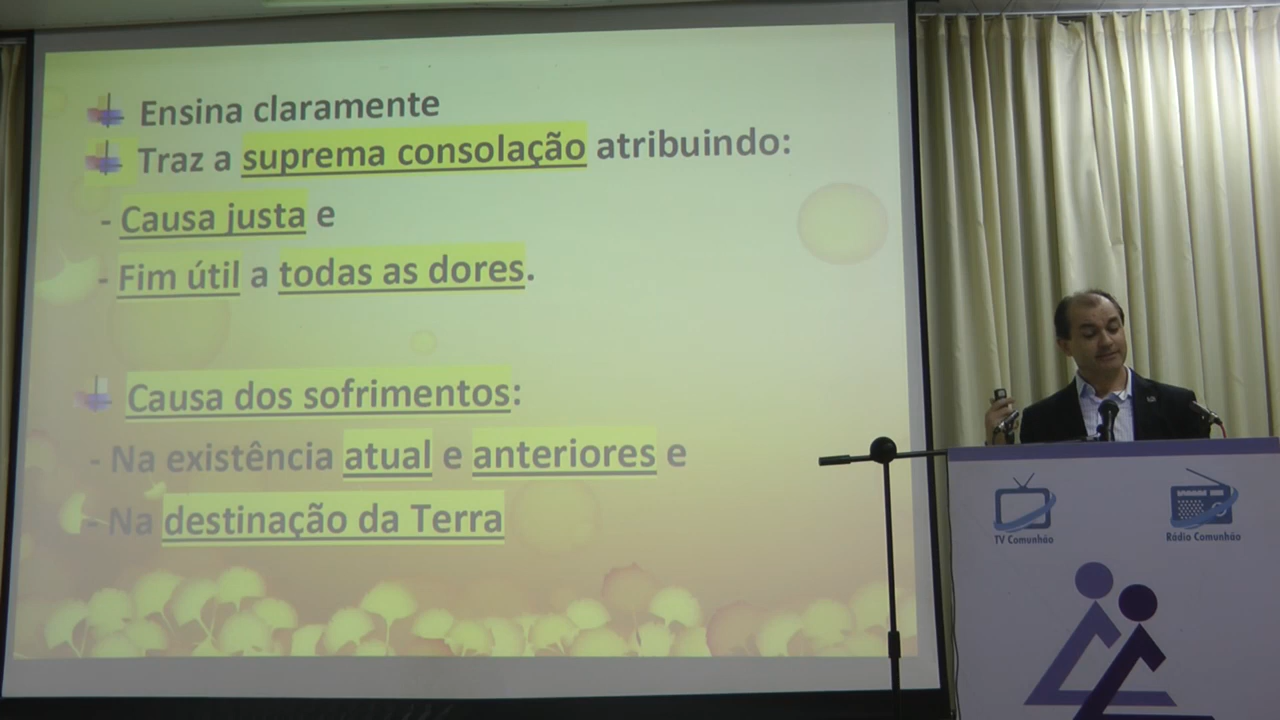 Ensina claramente
Traz a suprema consolação atribuindo:
- Causa justa e
- Fim útil a todas as dores.
Causa dos sofrimentos:
- Na existência atual e anteriores e
- Na destinação da Terra
TV Comunhão
Rádio Comunhão